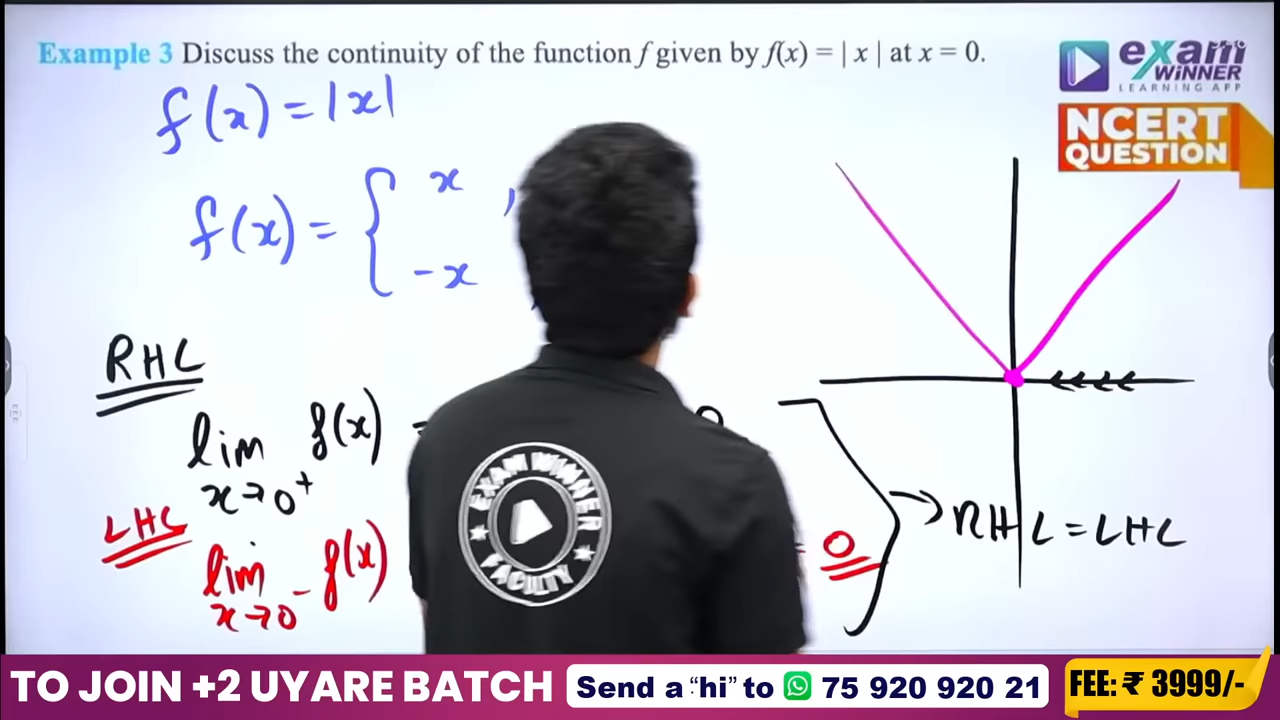 Example 3 Discuss the continuity of the function f given by f(x) = | x | at x = 0.
exam
WiNNER
LEARNING APP
NCERT
QUESTION
f(x) = |x|
f(x) = { x ,
-x
RHL
lim f(x) =
x→0+
0
LHL
lim f(x)
x→0-
= 0
→ RHL = LHL
EXAM WINNER
FACILTY
TO JOIN +2 UYARE BATCH
Send a “hi” to 75 920 920 21
FEE: ₹ 3999/-